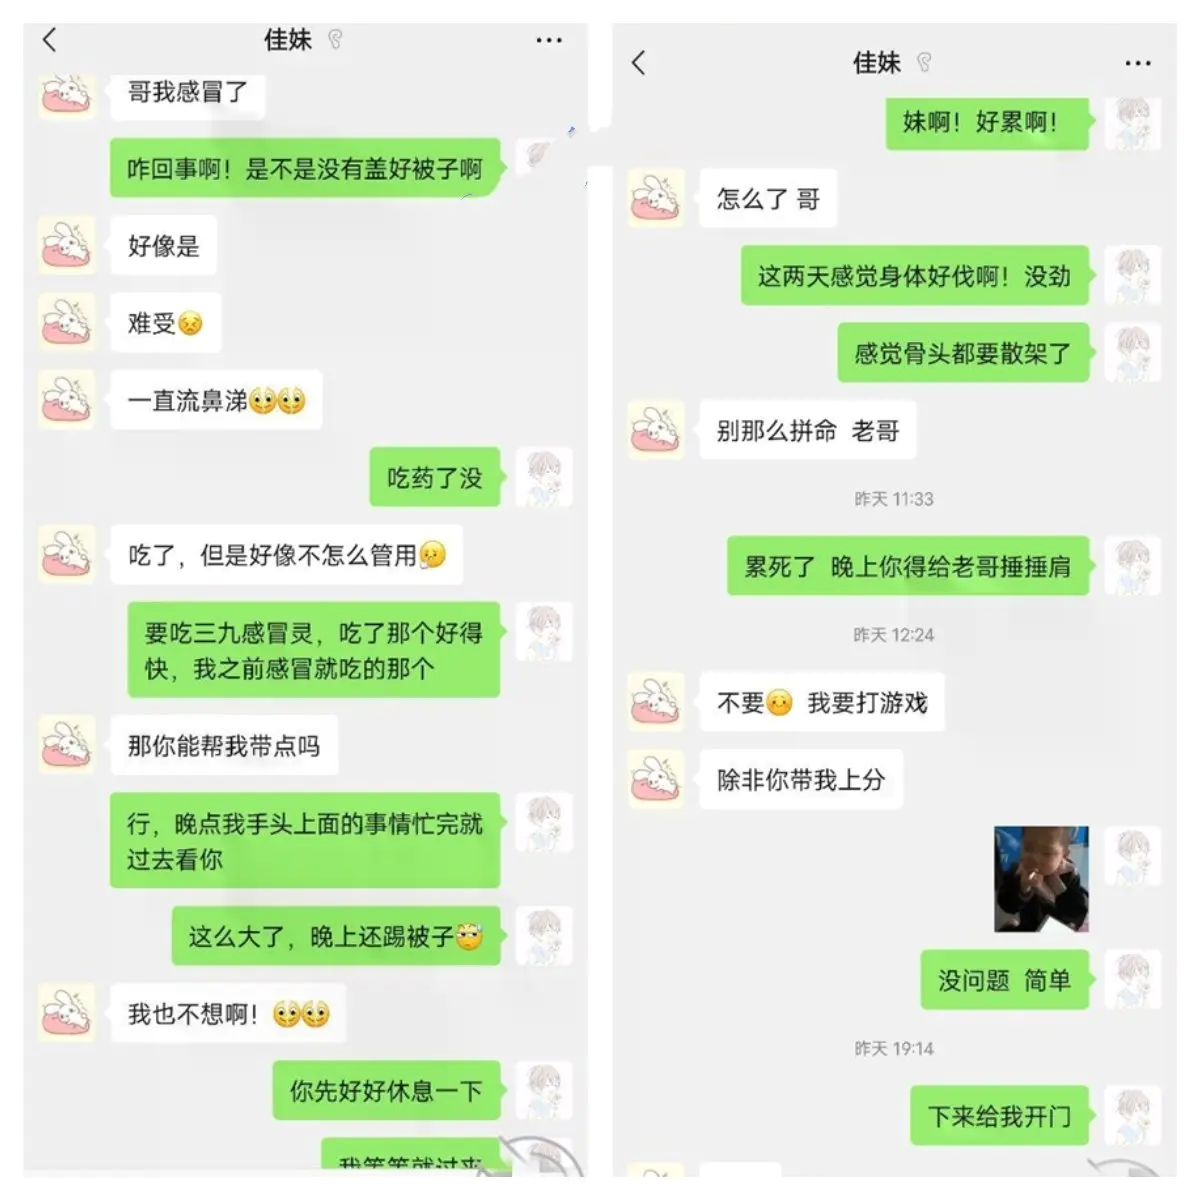 佳妹
哥我感冒了
咋回事啊！是不是没有盖好被子啊
好像是
难受😣
一直流鼻涕
吃药了没
吃了，但是好像不怎么管用
要吃三九感冒灵，吃了那个好得
快，我之前感冒就吃的那个
那你能帮我带点吗
行，晚点我手头上面的事情忙完就
过去看你
这么大了，晚上还踢被子
我也不想啊！
你先好好休息一下
我等等就过来
佳妹
妹啊！好累啊！
怎么了 哥
这两天感觉身体好伐啊！没劲
感觉骨头都要散架了
别那么拼命 老哥
昨天 11:33
累死了 晚上你得给老哥捶捶肩
昨天 12:24
不要 我要打游戏
除非你带我上分
没问题 简单
昨天 19:14
下来给我开门